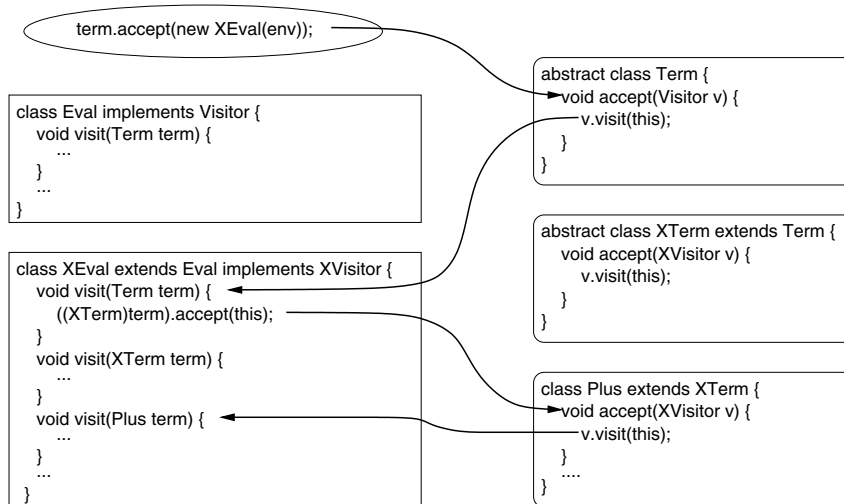 term.accept(new XEval(env));
class Eval implements Visitor {
void visit(Term term) {
...
}
...
}
class XEval extends Eval implements XVisitor {
void visit(Term term) {
((XTerm)term).accept(this);
}
void visit(XTerm term) {
...
}
void visit(Plus term) {
...
}
...
}
abstract class Term {
void accept(Visitor v) {
v.visit(this);
}
}
abstract class XTerm extends Term {
void accept(XVisitor v) {
v.visit(this);
}
}
class Plus extends XTerm {
void accept(XVisitor v) {
v.visit(this);
}
....
}